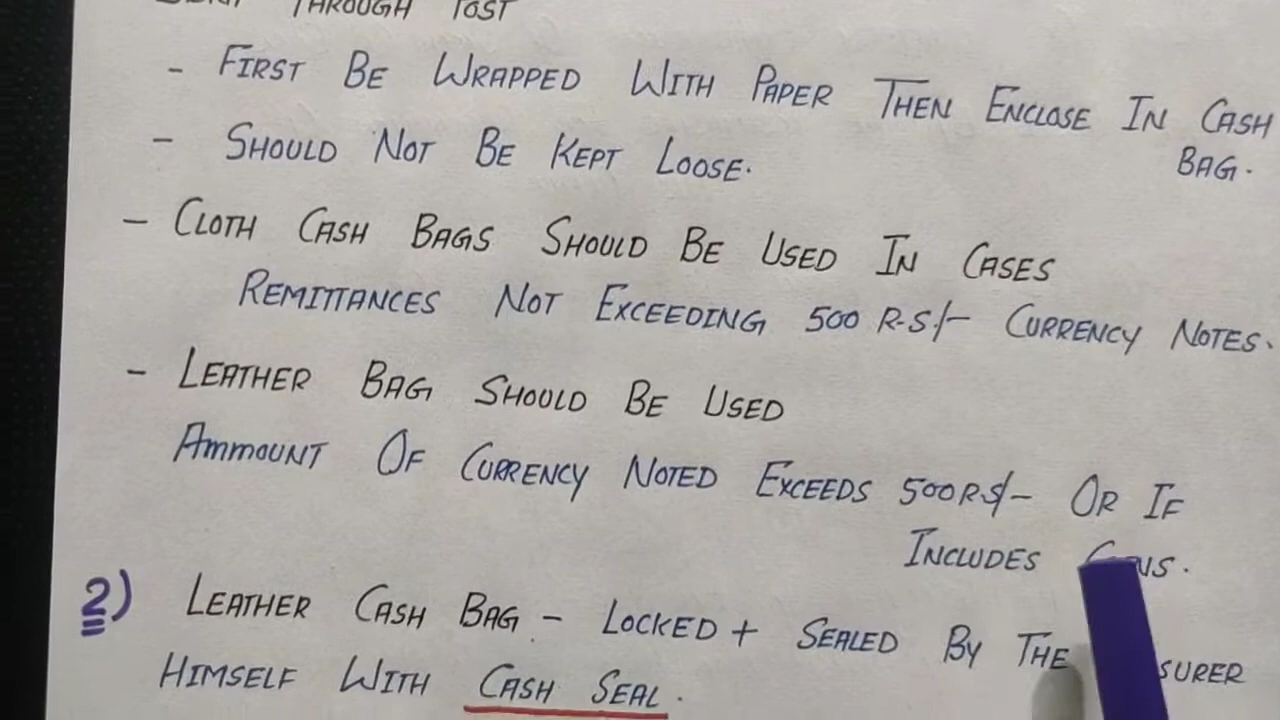 THROUGH POST
- FIRST BE WRAPPED WITH PAPER THEN ENCLOSE IN CASH
BAG.
- SHOULD NOT BE KEPT LOOSE.
- CLOTH CASH BAGS SHOULD BE USED IN CASES
REMITTANCES NOT EXCEEDING 500 R.S/- CURRENCY NOTES.
- LEATHER BAG SHOULD BE USED
AMMOUNT OF CURRENCY NOTED EXCEEDS 500RS/- OR IF
INCLUDES
2) LEATHER CASH BAG - LOCKED + SEALED BY THE
HIMSELF WITH CASH SEAL.